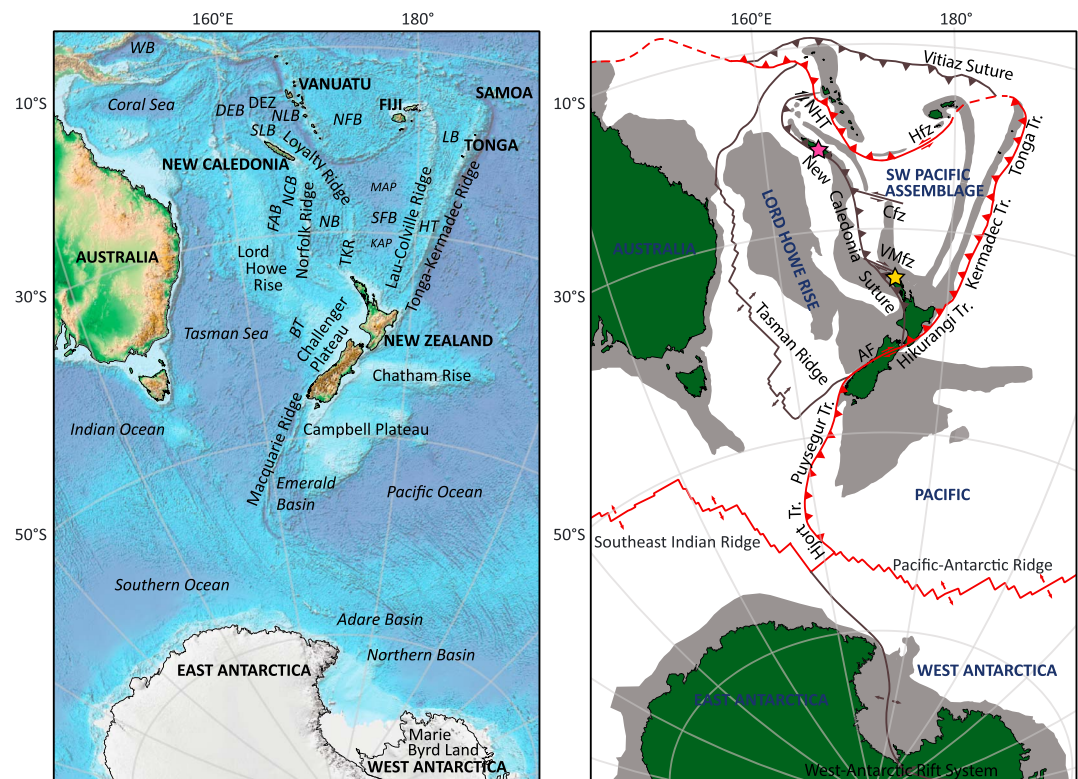 160°E
180°
10°S
30°S
50°S
WB
Coral Sea
DEB
DEZ
NLB
SLB
VANUATU
FIJI
SAMOA
NFB
LB
TONGA
NEW CALEDONIA
Loyalty Ridge
NCB
FAB
Norfolk Ridge
NB
MAP
SFB
HT
KAP
TKR
Lau-Colville Ridge
Tonga-Kermadec Ridge
AUSTRALIA
Lord
Howe
Rise
Tasman Sea
BT
Challenger
Plateau
NEW ZEALAND
Chatham Rise
Indian Ocean
Campbell Plateau
Macquarie Ridge
Emerald
Basin
Pacific Ocean
Southern Ocean
Adare Basin
Northern Basin
EAST ANTARCTICA
Marie
Byrd Land
WEST ANTARCTICA
160°E
180°
10°S
30°S
50°S
Vitiaz Suture
NHT
Hfz
Tonga Tr.
SW PACIFIC
ASSEMBLAGE
New
Caledonia
Suture
Cfz
VMfz
Kermadec Tr.
LORD HOWE RISE
AUSTRALIA
Tasman Ridge
AF
Hikurangi Tr.
Puysegur Tr.
PACIFIC
Hjort Tr.
Southeast Indian Ridge
Pacific-Antarctic Ridge
WEST ANTARCTICA
EAST ANTARCTICA
West-Antarctic Rift System